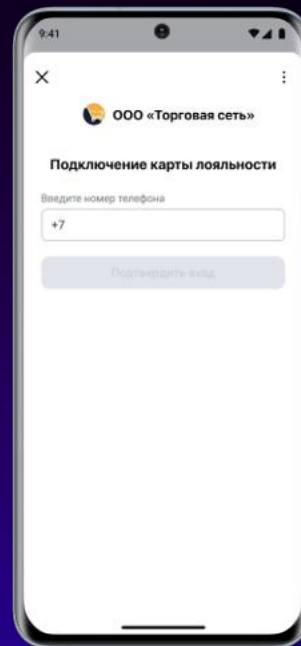 9:41
ООО «Торговая сеть»
Подключение карты лояльности
Введите номер телефона
+7
Подтвердить вход